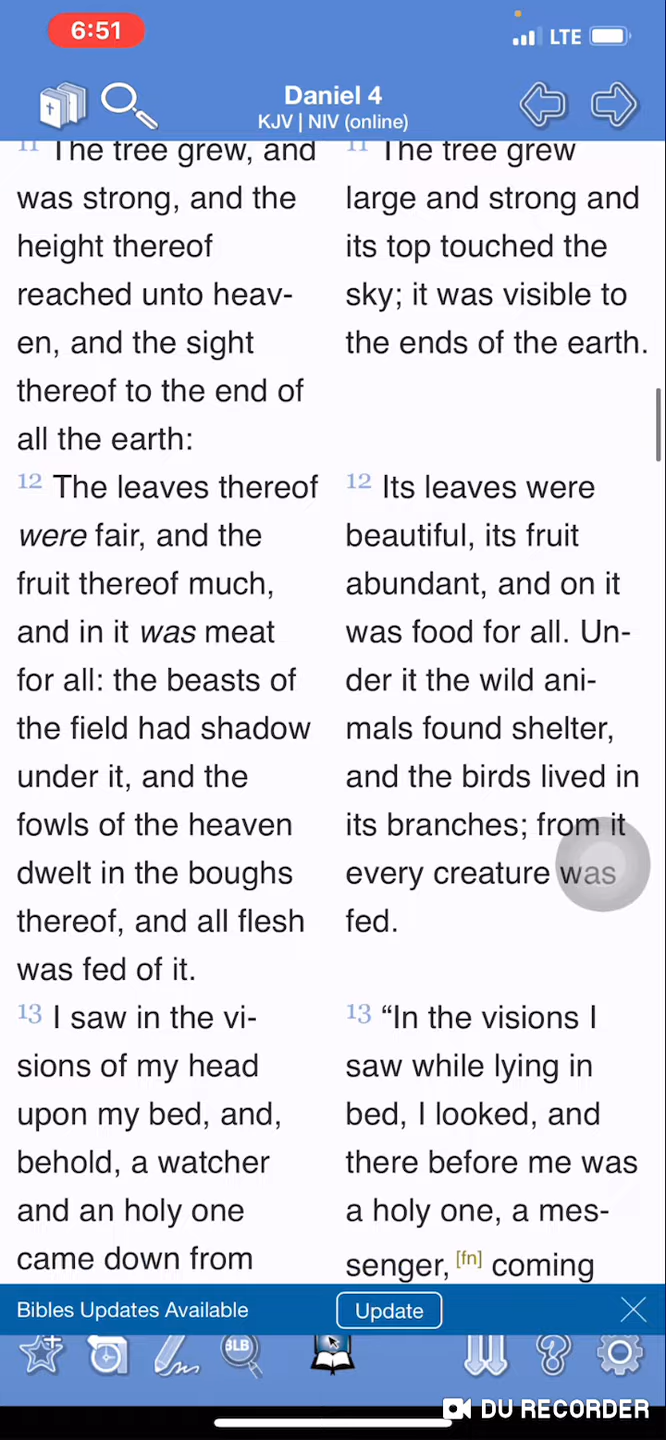 6:51
LTE
Daniel 4
KJV | NIV (online)
11 The tree grew, and
was strong, and the
height thereof
reached unto heav-
en, and the sight
thereof to the end of
all the earth:
12 The leaves thereof
were fair, and the
fruit thereof much,
and in it was meat
for all: the beasts of
the field had shadow
under it, and the
fowls of the heaven
dwelt in the boughs
thereof, and all flesh
was fed of it.
13 I saw in the vi-
sions of my head
upon my bed, and,
behold, a watcher
and an holy one
came down from
11 The tree grew
large and strong and
its top touched the
sky; it was visible to
the ends of the earth.
12 Its leaves were
beautiful, its fruit
abundant, and on it
was food for all. Un-
der it the wild ani-
mals found shelter,
and the birds lived in
its branches; from it
every creature was
fed.
13 “In the visions I
saw while lying in
bed, I looked, and
there before me was
a holy one, a mes-
senger, [fn] coming
Bibles Updates Available
Update
BLB
DU RECORDER